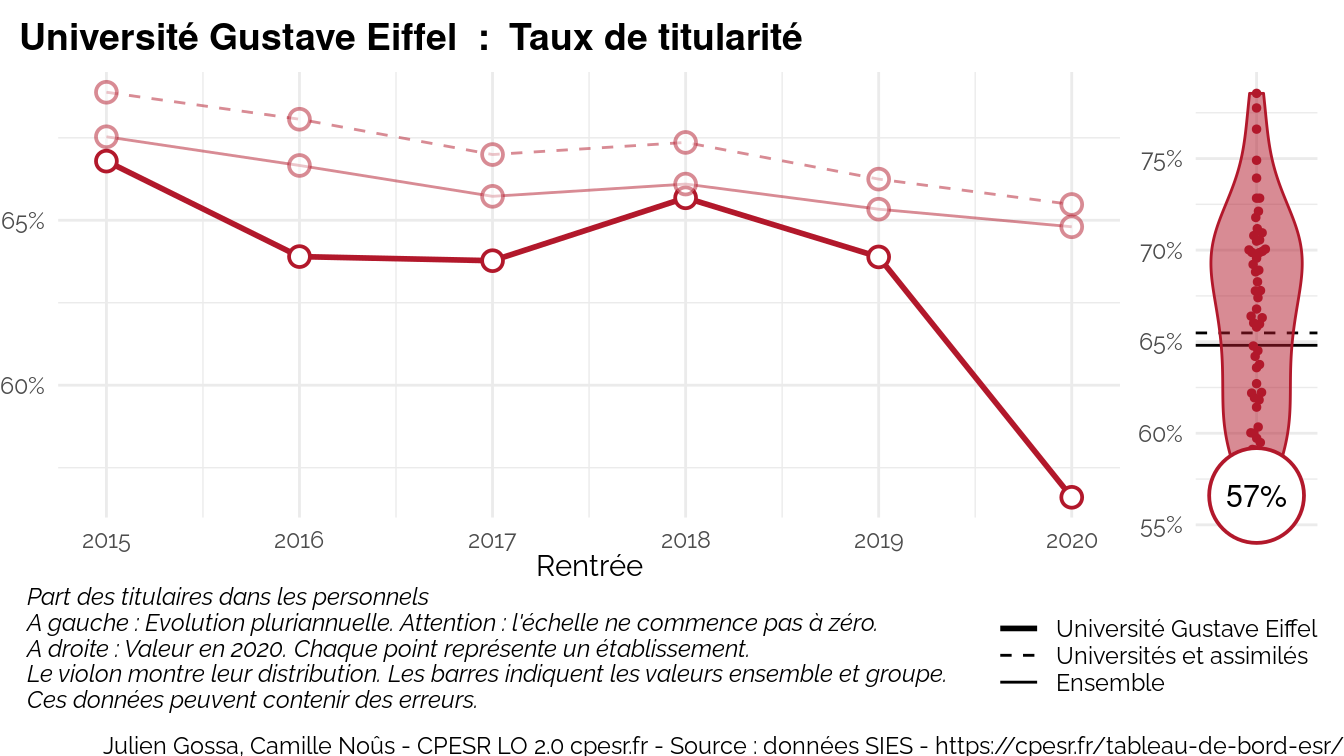 Université Gustave Eiffel : Taux de titularité
65%
60%
2015 2016 2017 2018 2019 2020
Rentrée
75%
70%
65%
60%
55%
57%
Part des titulaires dans les personnels
A gauche : Evolution pluriannuelle. Attention : l'échelle ne commence pas à zéro.
A droite : Valeur en 2020. Chaque point représente un établissement.
Le violon montre leur distribution. Les barres indiquent les valeurs ensemble et groupe.
Ces données peuvent contenir des erreurs.
Université Gustave Eiffel
Universités et assimilés
Ensemble
Julien Gossa, Camille Noûs - CPESR LO 2.0 cpesr.fr - Source : données SIES - https://cpesr.fr/tableau-de-bord-esr/